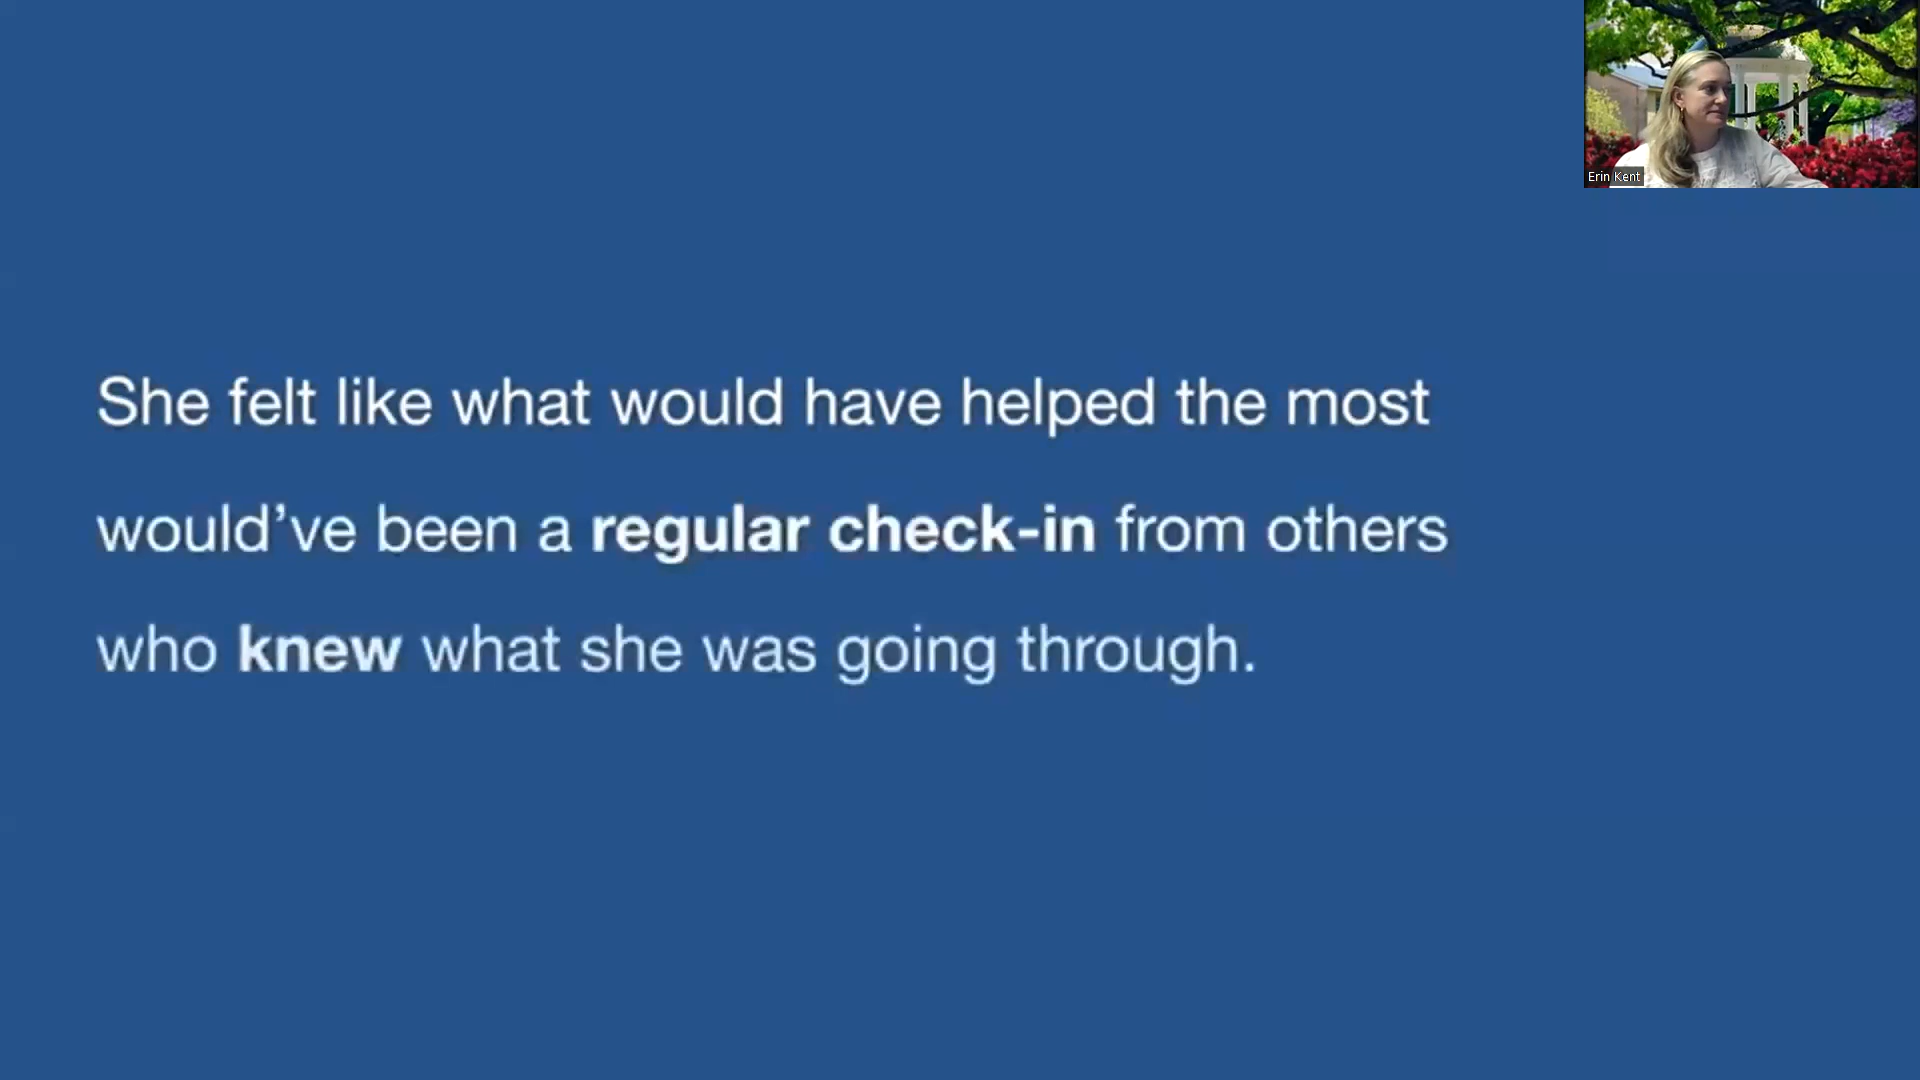 Erin Kent
She felt like what would have helped the most
would’ve been a regular check-in from others
who knew what she was going through.